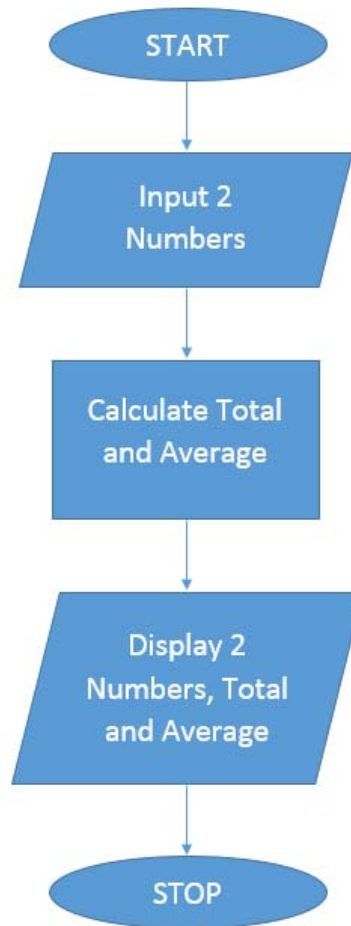 START
Input 2
Numbers
Calculate Total
and Average
Display 2
Numbers, Total
and Average
STOP